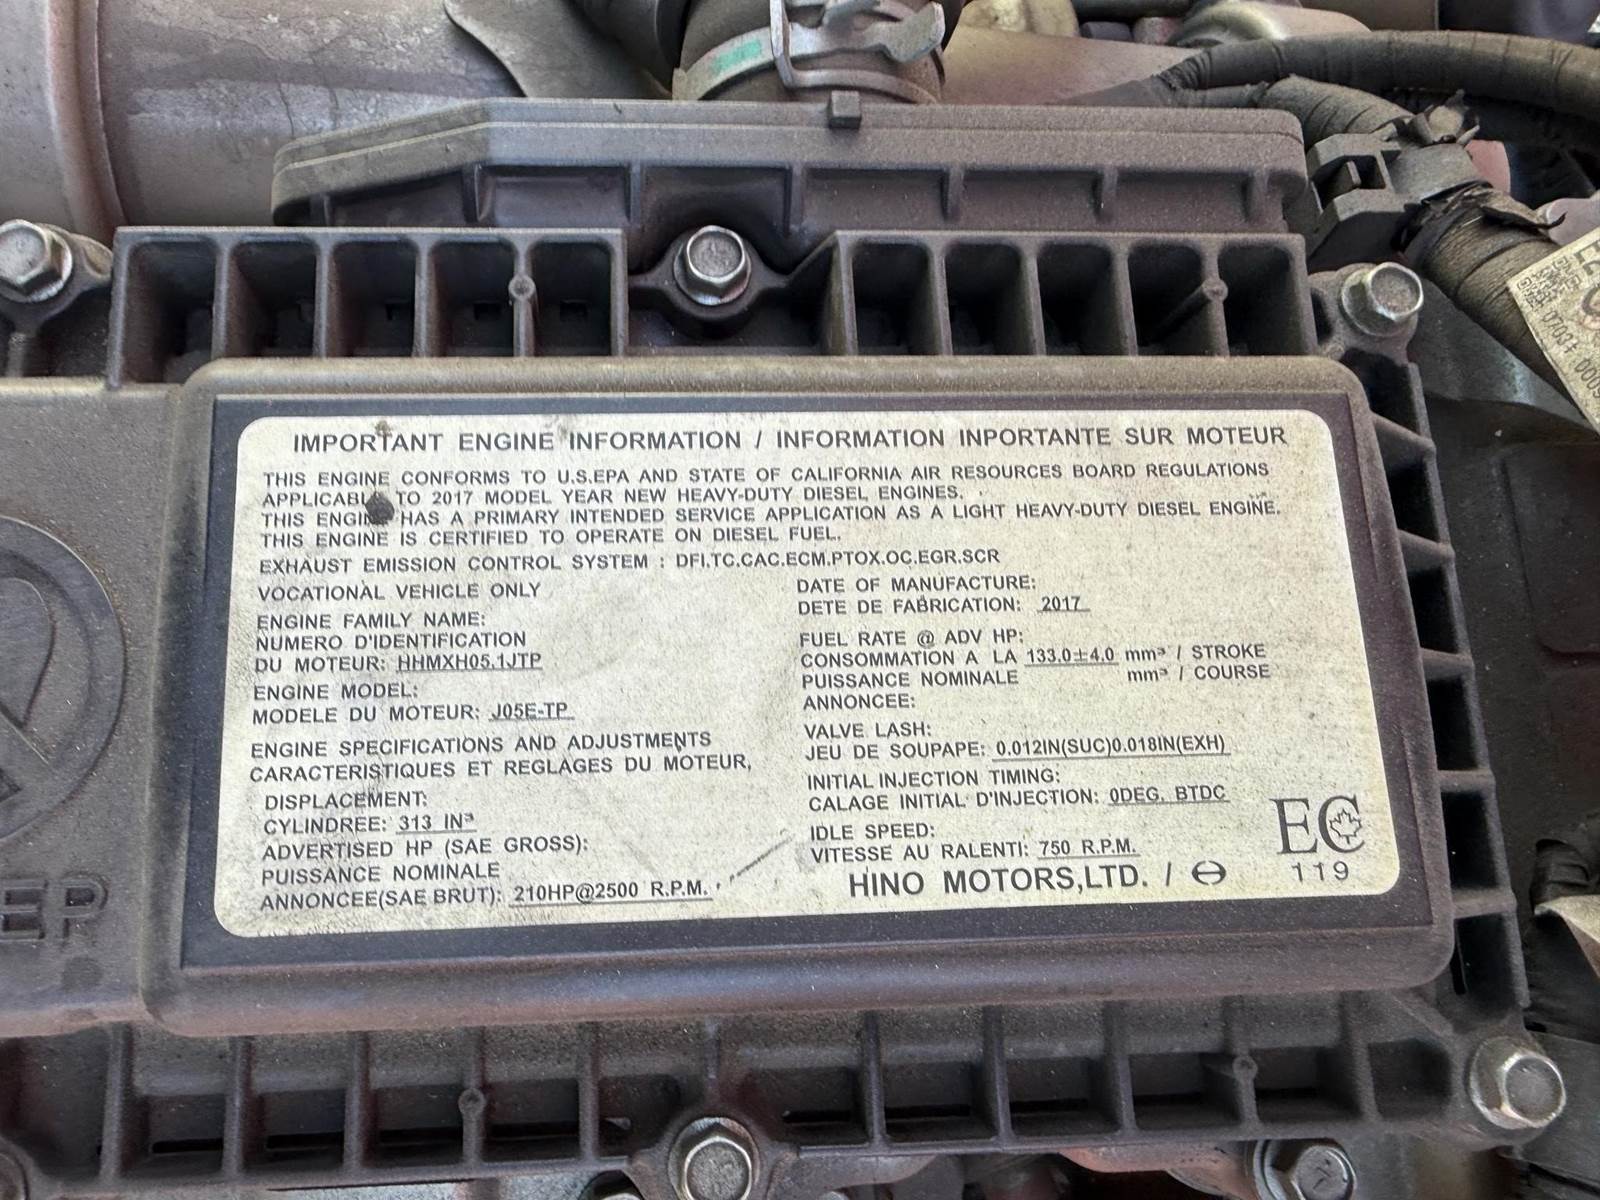 IMPORTANT ENGINE INFORMATION / INFORMATION INPORTANTE SUR MOTEUR
THIS ENGINE CONFORMS TO U.S.EPA AND STATE OF CALIFORNIA AIR RESOURCES BOARD REGULATIONS
APPLICABLE TO 2017 MODEL YEAR NEW HEAVY-DUTY DIESEL ENGINES.
THIS ENGINE HAS A PRIMARY INTENDED SERVICE APPLICATION AS A LIGHT HEAVY-DUTY DIESEL ENGINE.
THIS ENGINE IS CERTIFIED TO OPERATE ON DIESEL FUEL.
EXHAUST EMISSION CONTROL SYSTEM : DFI.TC.CAC.ECM.PTOX.OC.EGR.SCR
VOCATIONAL VEHICLE ONLY
ENGINE FAMILY NAME:
NUMERO D'IDENTIFICATION
DU MOTEUR: HHMXH05.1JTP
ENGINE MODEL:
MODELE DU MOTEUR: J05E-TP
ENGINE SPECIFICATIONS AND ADJUSTMENTS
CARACTERISTIQUES ET REGLAGES DU MOTEUR,
DISPLACEMENT:
CYLINDREE: 313 IN³
ADVERTISED HP (SAE GROSS):
PUISSANCE NOMINALE
ANNONCEE(SAE BRUT): 210HP@2500 R.P.M.
DATE OF MANUFACTURE:
DETE DE FABRICATION: 2017
FUEL RATE @ ADV HP:
CONSOMMATION A LA 133.0±4.0 mm³ / STROKE
PUISSANCE NOMINALE mm³ / COURSE
ANNONCEE:
VALVE LASH:
JEU DE SOUPAPE: 0.012IN(SUC)0.018IN(EXH)
INITIAL INJECTION TIMING:
CALAGE INITIAL D'INJECTION: 0DEG. BTDC
IDLE SPEED:
VITESSE AU RALENTI: 750 R.P.M.
HINO MOTORS,LTD. /
EC
119
EP